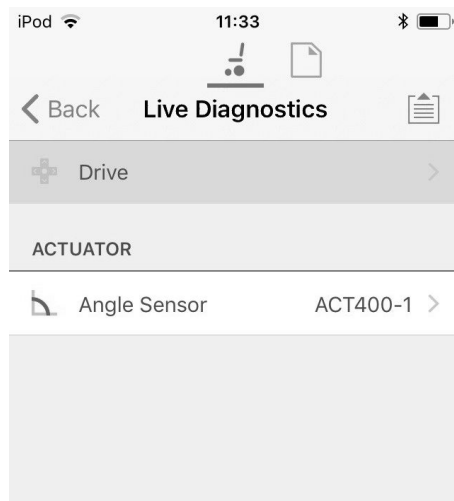 iPod 11:33
Back Live Diagnostics
Drive
ACTUATOR
Angle Sensor ACT400-1